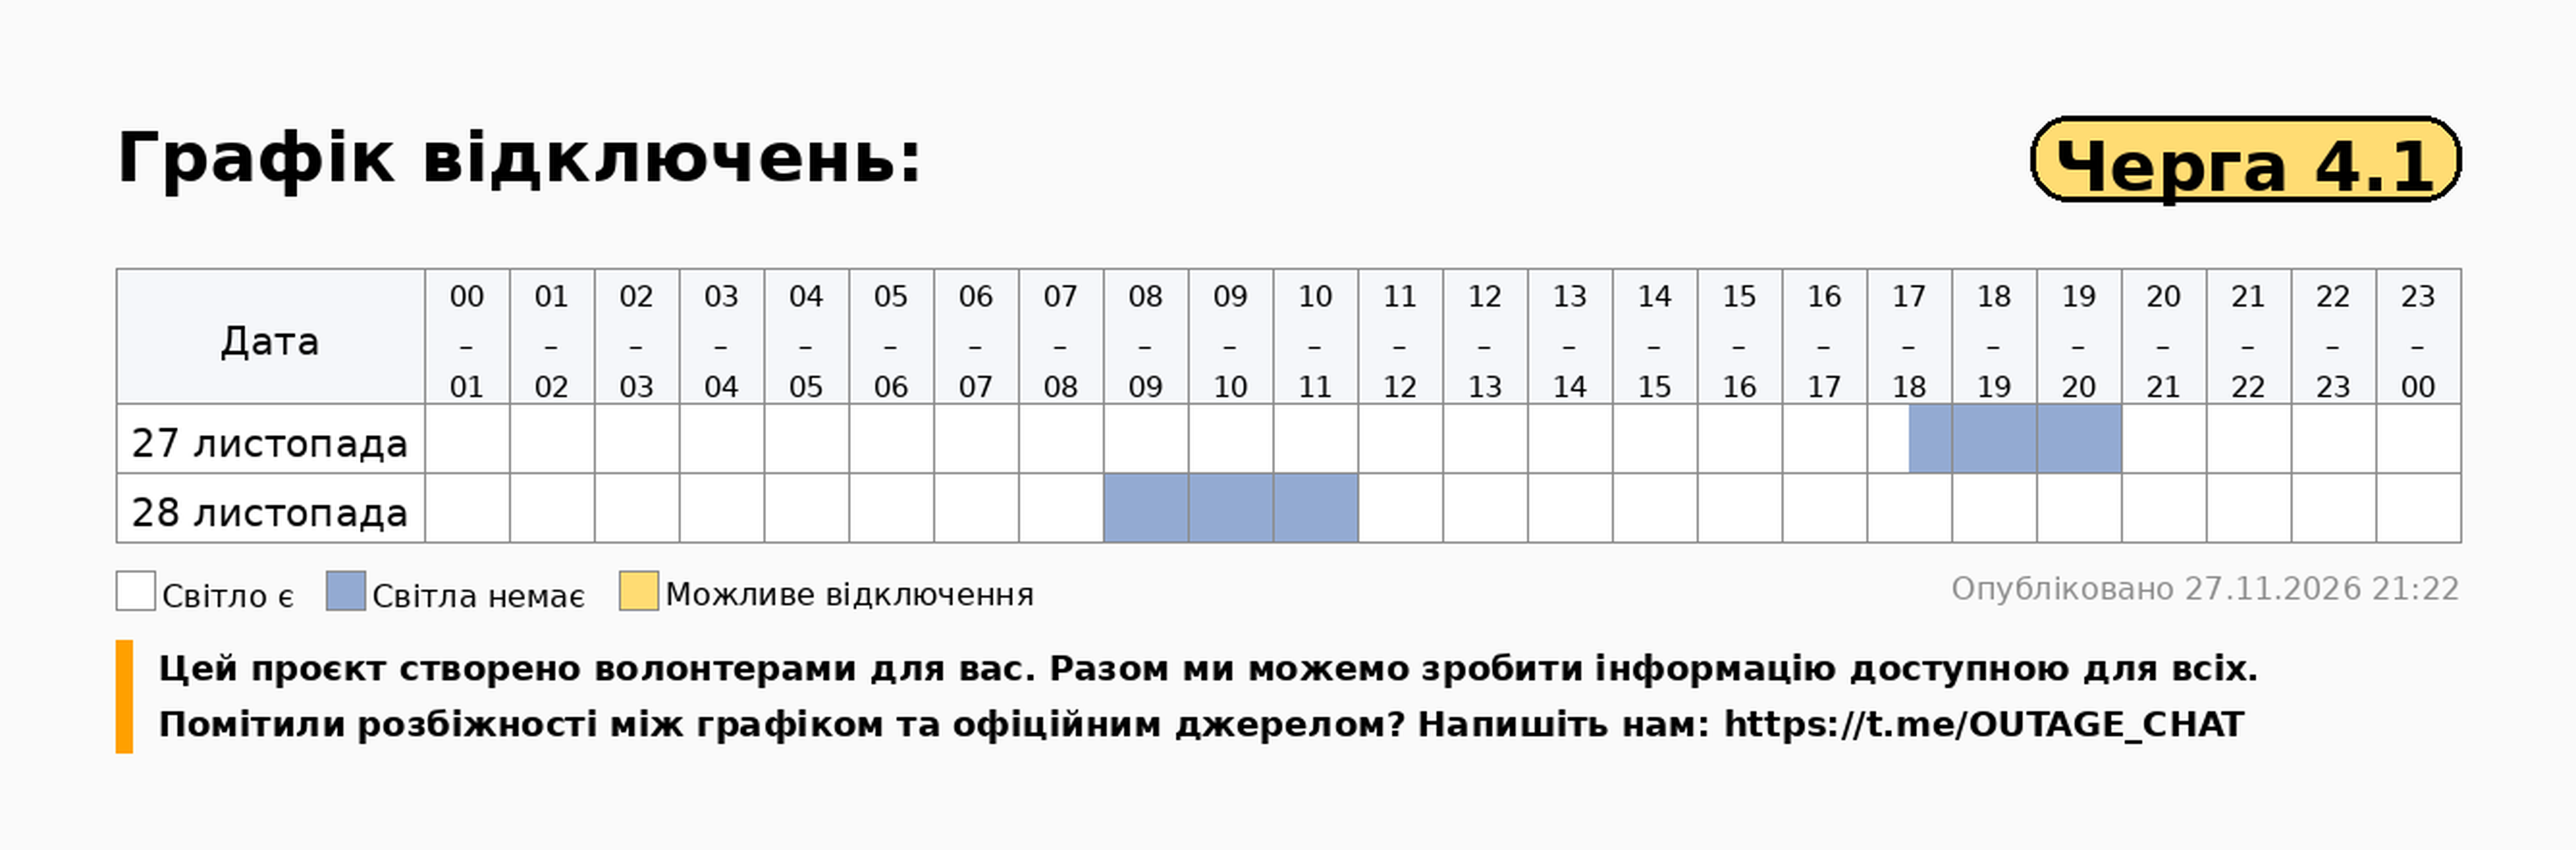 Графік відключень:
Черга 4.1
Дата 00 – 01 01 – 02 02 – 03 03 – 04 04 – 05 05 – 06 06 – 07 07 – 08 08 – 09 09 – 10 10 – 11 11 – 12 12 – 13 13 – 14 14 – 15 15 – 16 16 – 17 17 – 18 18 – 19 19 – 20 20 – 21 21 – 22 22 – 23 23 – 00
27 листопада
28 листопада
Світло є Світла немає Можливе відключення
Опубліковано 27.11.2026 21:22
Цей проєкт створено волонтерами для вас. Разом ми можемо зробити інформацію доступною для всіх.
Помітили розбіжності між графіком та офіційним джерелом? Напишіть нам: https://t.me/OUTAGE_CHAT